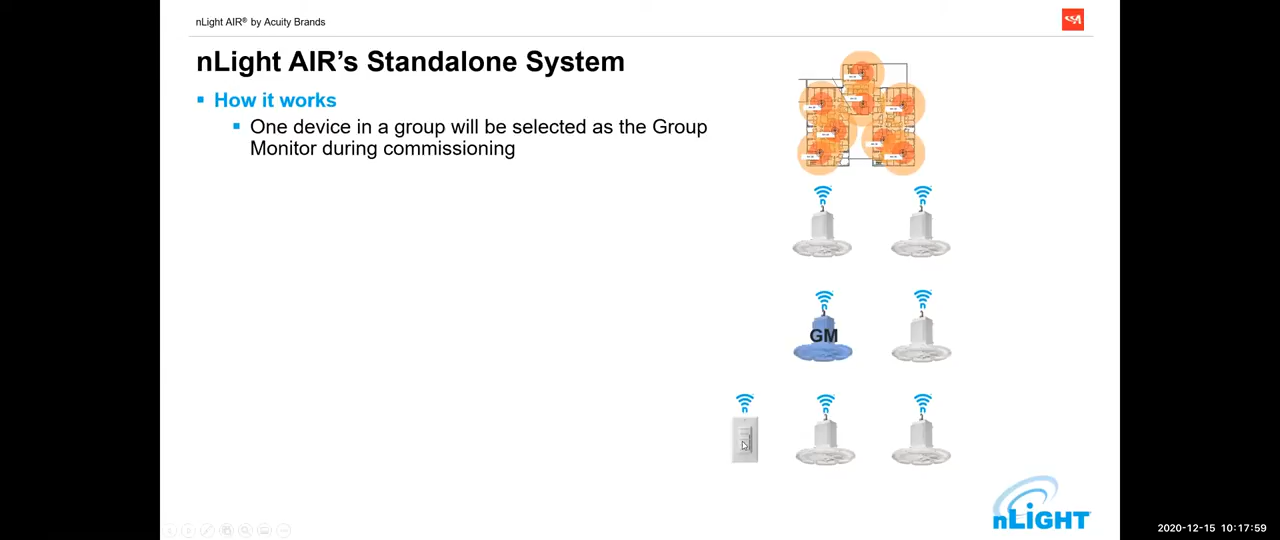 nLight AIR® by Acuity Brands
nLight AIR's Standalone System
How it works
One device in a group will be selected as the Group
Monitor during commissioning
GM
nLIGHT
2020-12-15 10:17:59